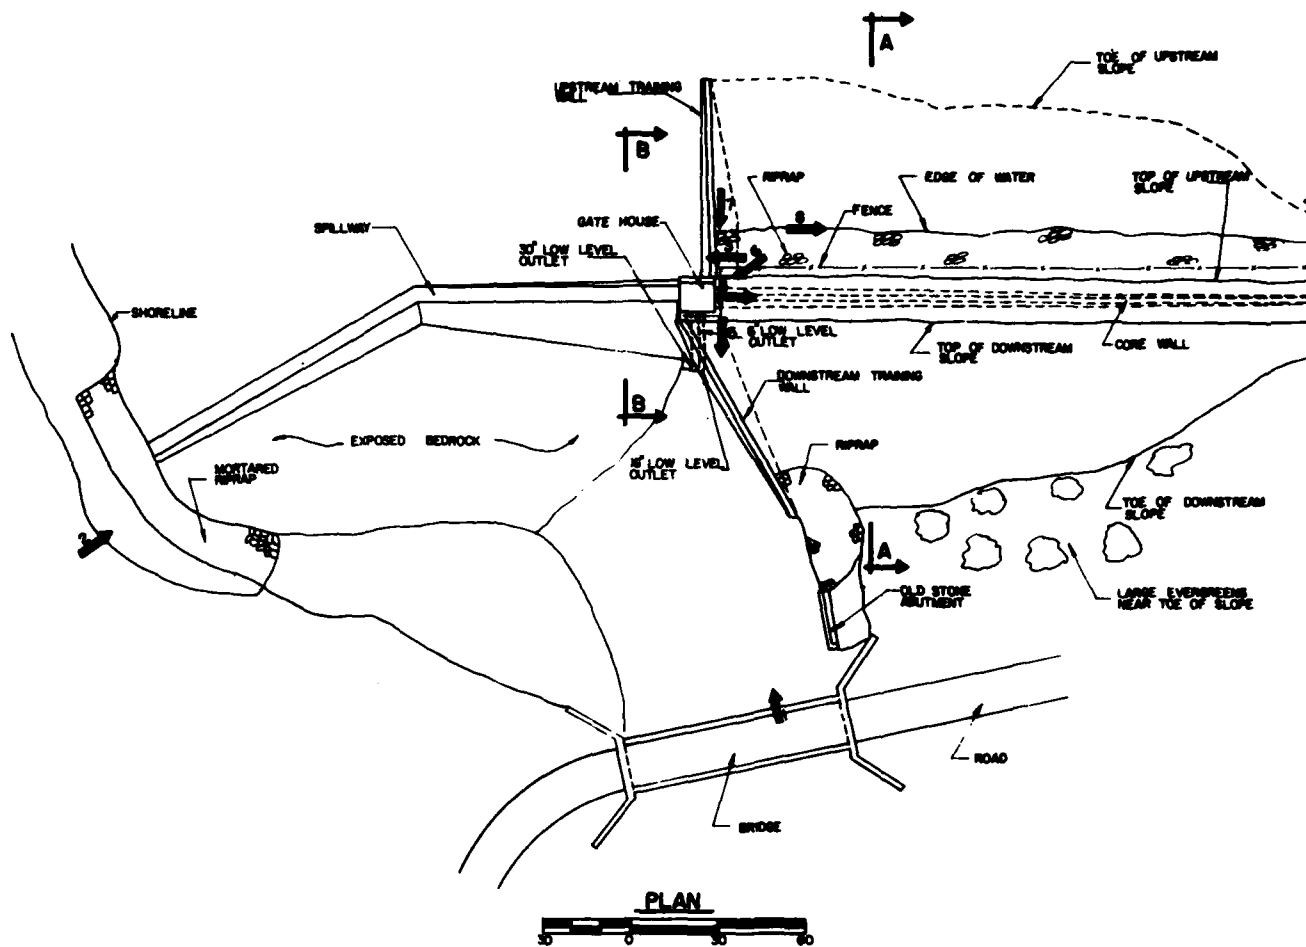 A
TOE OF UPSTREAM
SLOPE
UPSTREAM TRAINING
WALL
B
RIPRAP
EDGE OF WATER
TOP OF UPSTREAM
SLOPE
7
8
FENCE
SPILLWAY
GATE HOUSE
30" LOW LEVEL
OUTLET
SHORELINE
6" LOW LEVEL
OUTLET
TOP OF DOWNSTREAM
SLOPE
CORE WALL
DOWNSTREAM TRAINING
WALL
B
EXPOSED BEDROCK
RIPRAP
MORTARED
RIPRAP
LOW LEVEL
OUTLET
TOE OF DOWNSTREAM
SLOPE
A
OLD STONE
ABUTMENT
LARGE EVERGREENS
NEAR TOE OF SLOPE
ROAD
BRIDGE
PLAN
30 0 30 60